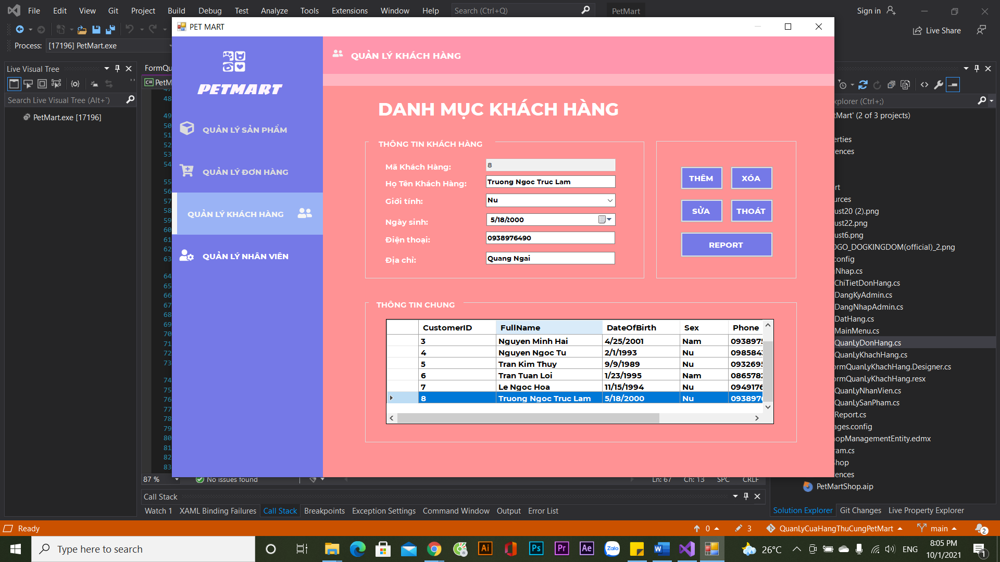 File Edit View Git Project Build Debug Test Analyze Tools Extensions Window Help Search (Ctrl+Q) PetMart Sign in
Live Share
Process: [17196] PetMart.exe
Live Visual Tree
Search Live Visual Tree (Alt+`)
PetMart.exe [17196]
PET MART
PETMART
QUẢN LÝ SẢN PHẨM
QUẢN LÝ ĐƠN HÀNG
QUẢN LÝ KHÁCH HÀNG
QUẢN LÝ NHÂN VIÊN
QUẢN LÝ KHÁCH HÀNG
DANH MỤC KHÁCH HÀNG
THÔNG TIN KHÁCH HÀNG
Mã Khách Hàng: 8
Họ Tên Khách Hàng: Truong Ngoc Truc Lam
Giới tính: Nu
Ngày sinh: 5/18/2000
Điện thoại: 0938976490
Địa chỉ: Quang Ngai
THÊM XÓA
SỬA THOÁT
REPORT
THÔNG TIN CHUNG
CustomerID FullName DateOfBirth Sex Phone
3 Nguyen Minh Hai 4/25/2001 Nam 0938975
4 Nguyen Ngoc Tu 2/1/1993 Nu 098584
5 Tran Kim Thuy 9/9/1989 Nu 093269
6 Tran Tuan Loi 1/23/1995 Nam 086578
7 Le Ngoc Hoa 11/15/1994 Nu 094917
8 Truong Ngoc Truc Lam 5/18/2000 Nu 093897
FormQu
PetM
48
49
50
51
52
53
54
55
56
57
58
59
60
61
62
63
64
65
66
67
68
69
70
71
72
73
74
75
76
77
78
79
80
81
82
83
87 % No issues found Ln: 67 Ch: 13 SPC CRLF
Call Stack
Watch 1 XAML Binding Failures Call Stack Breakpoints Exception Settings Command Window Output Error List
xplorer (Ctrl+;)
tMart' (2 of 3 projects)
erties
ences
rt
urces
ust20 (2).png
ust22.png
ust6.png
OGO_DOGKINGDOM(official)_2.png
config
Nhap.cs
ChiTietDonHang.cs
DangKyAdmin.cs
DangNhapAdmin.cs
DatHang.cs
MainMenu.cs
QuanLyDonHang.cs
QuanLyKhachHang.cs
ormQuanLyKhachHang.Designer.cs
ormQuanLyKhachHang.resx
QuanLyNhanVien.cs
QuanLySanPham.cs
Report.cs
ages.config
opManagementEntity.edmx
ram.cs
Shop
ences
PetMartShop.aip
Solution Explorer Git Changes Live Property Explorer
Ready 0 3 QuanLyCuaHangThuCungPetMart main 2
Type here to search Ai Ps Pr Ae Zalo 26°C ENG 8:05 PM
10/1/2021 1